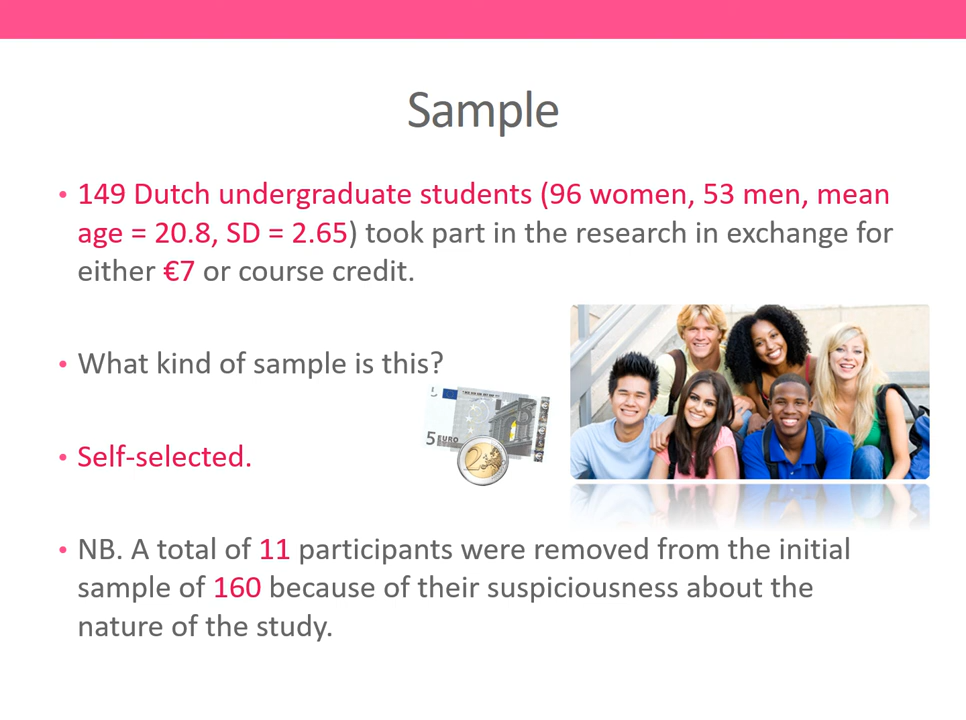 Sample
• 149 Dutch undergraduate students (96 women, 53 men, mean
age = 20.8, SD = 2.65) took part in the research in exchange for
either €7 or course credit.
• What kind of sample is this?
5 EURO
2
• Self-selected.
• NB. A total of 11 participants were removed from the initial
sample of 160 because of their suspiciousness about the
nature of the study.